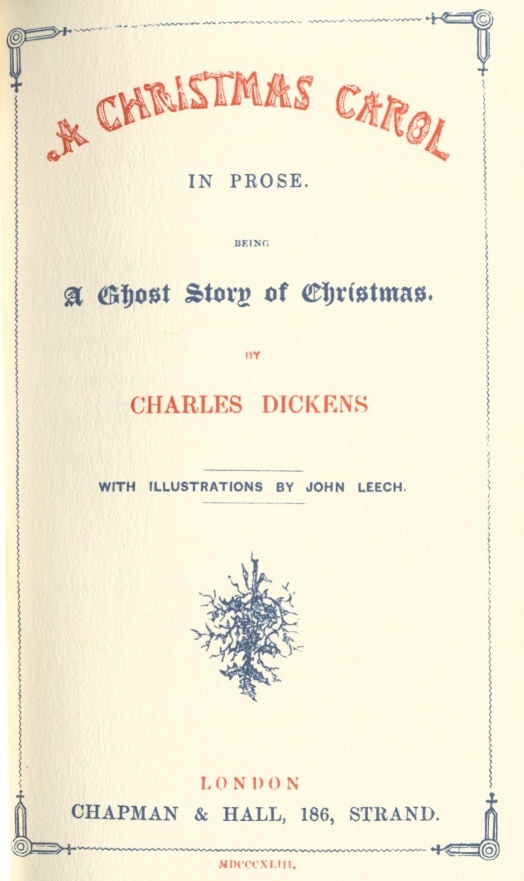 A CHRISTMAS CAROL
IN PROSE.
BEING
A Ghost Story of Christmas.
BY
CHARLES DICKENS
WITH ILLUSTRATIONS BY JOHN LEECH.
LONDON
CHAPMAN & HALL, 186, STRAND.
MDCCCXLIII.